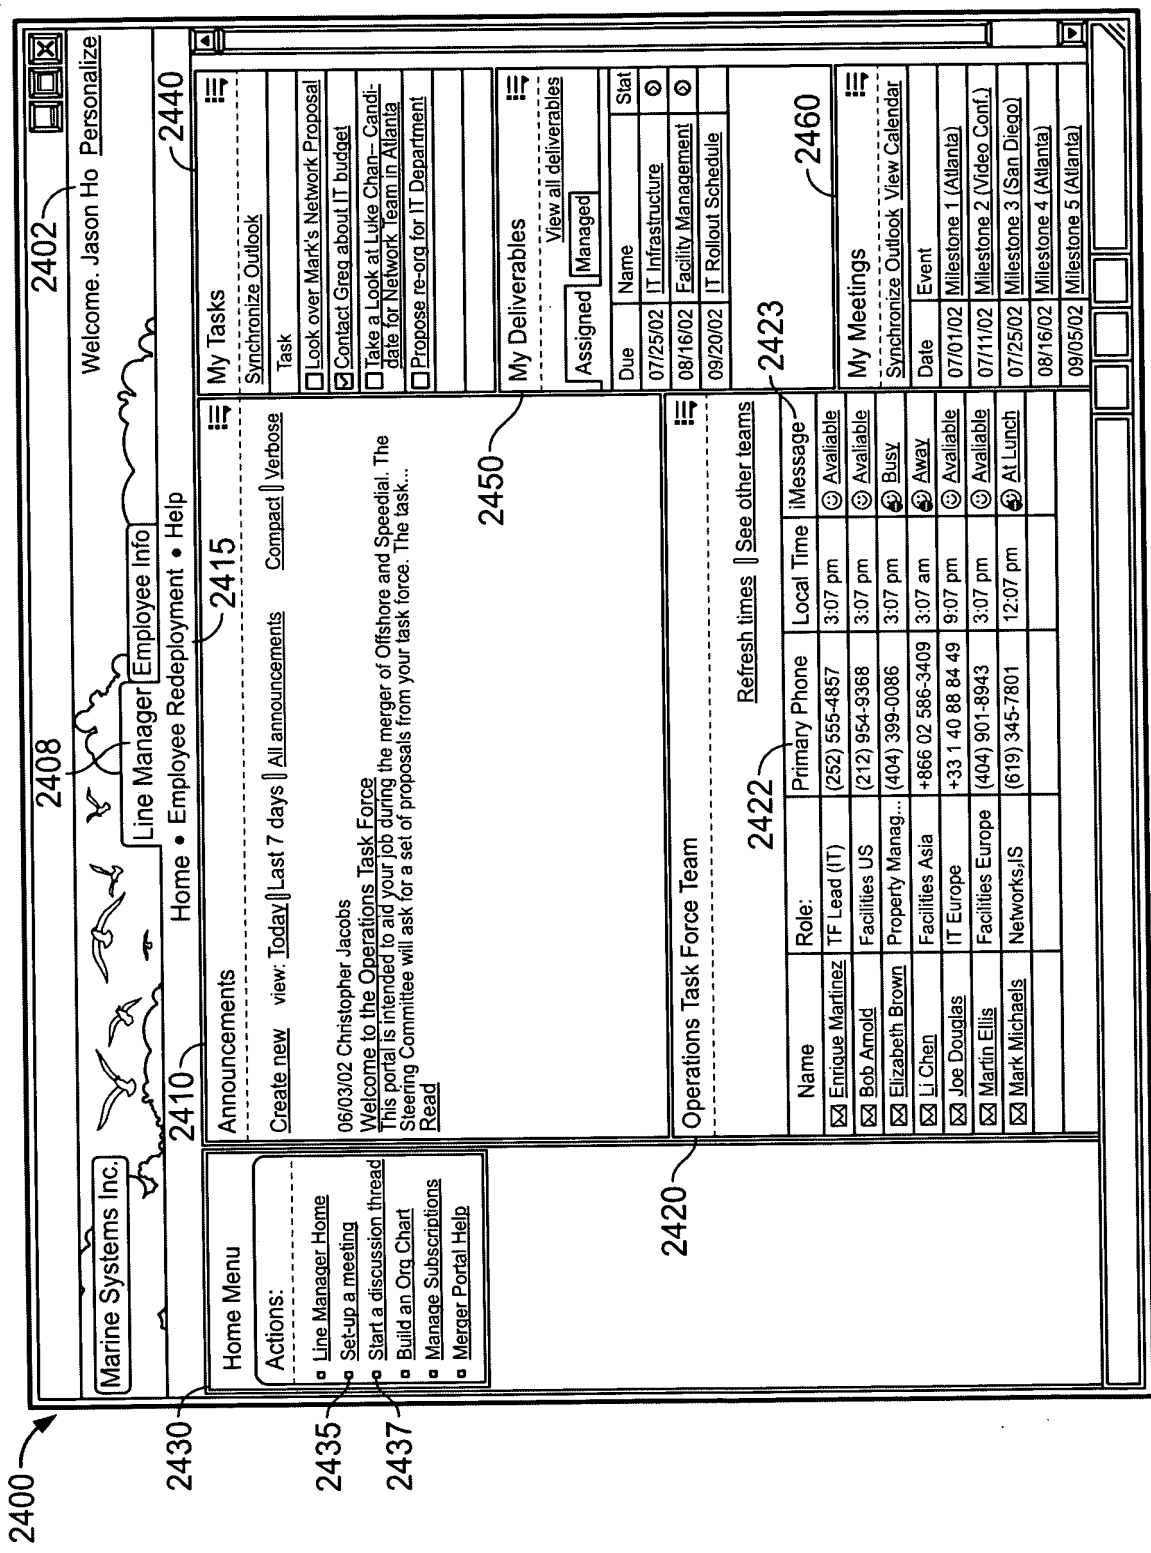 2400
2402
Welcome. Jason Ho Personalize
Marine Systems Inc.
2408
Line Manager Employee Info
Home • Employee Redeployment • Help
2430
Home Menu
Actions:
Line Manager Home
Set-up a meeting
Start a discussion thread
Build an Org Chart
Manage Subscriptions
Merger Portal Help
2435
2437
2410
2415
Announcements
Create new view: Today Last 7 days All announcements Compact Verbose
06/03/02 Christopher Jacobs
Welcome to the Operations Task Force
This portal is intended to aid your job during the merger of Offshore and Speedial. The
Steering Committee will ask for a set of proposals from your task force. The task...
Read
2420
Operations Task Force Team
Refresh times See other teams
2422
2423
Name Role: Primary Phone Local Time iMessage
Enrique Martinez TF Lead (IT) (252) 555-4857 3:07 pm Avaliable
Bob Arnold Facilities US (212) 954-9368 3:07 pm Avaliable
Elizabeth Brown Property Manag... (404) 399-0086 3:07 pm Busy
Li Chen Facilities Asia +866 02 586-3409 3:07 am Away
Joe Douglas IT Europe +33 1 40 88 84 49 9:07 pm Avaliable
Martin Ellis Facilities Europe (404) 901-8943 3:07 pm Avaliable
Mark Michaels Networks,IS (619) 345-7801 12:07 pm At Lunch
2440
My Tasks
Synchronize Outlook
Task
Look over Mark's Network Proposal
Contact Greg about IT budget
Take a Look at Luke Chan-- Candi-
date for Network Team in Atlanta
Propose re-org for IT Department
2450
My Deliverables
View all deliverables
Assigned Managed
Due Name Stat
07/25/02 IT Infrastructure
08/16/02 Facility Management
09/20/02 IT Rollout Schedule
2460
My Meetings
Synchronize Outlook View Calendar
Date Event
07/01/02 Milestone 1 (Atlanta)
07/11/02 Milestone 2 (Video Conf.)
07/25/02 Milestone 3 (San Diego)
08/16/02 Milestone 4 (Atlanta)
09/05/02 Milestone 5 (Atlanta)